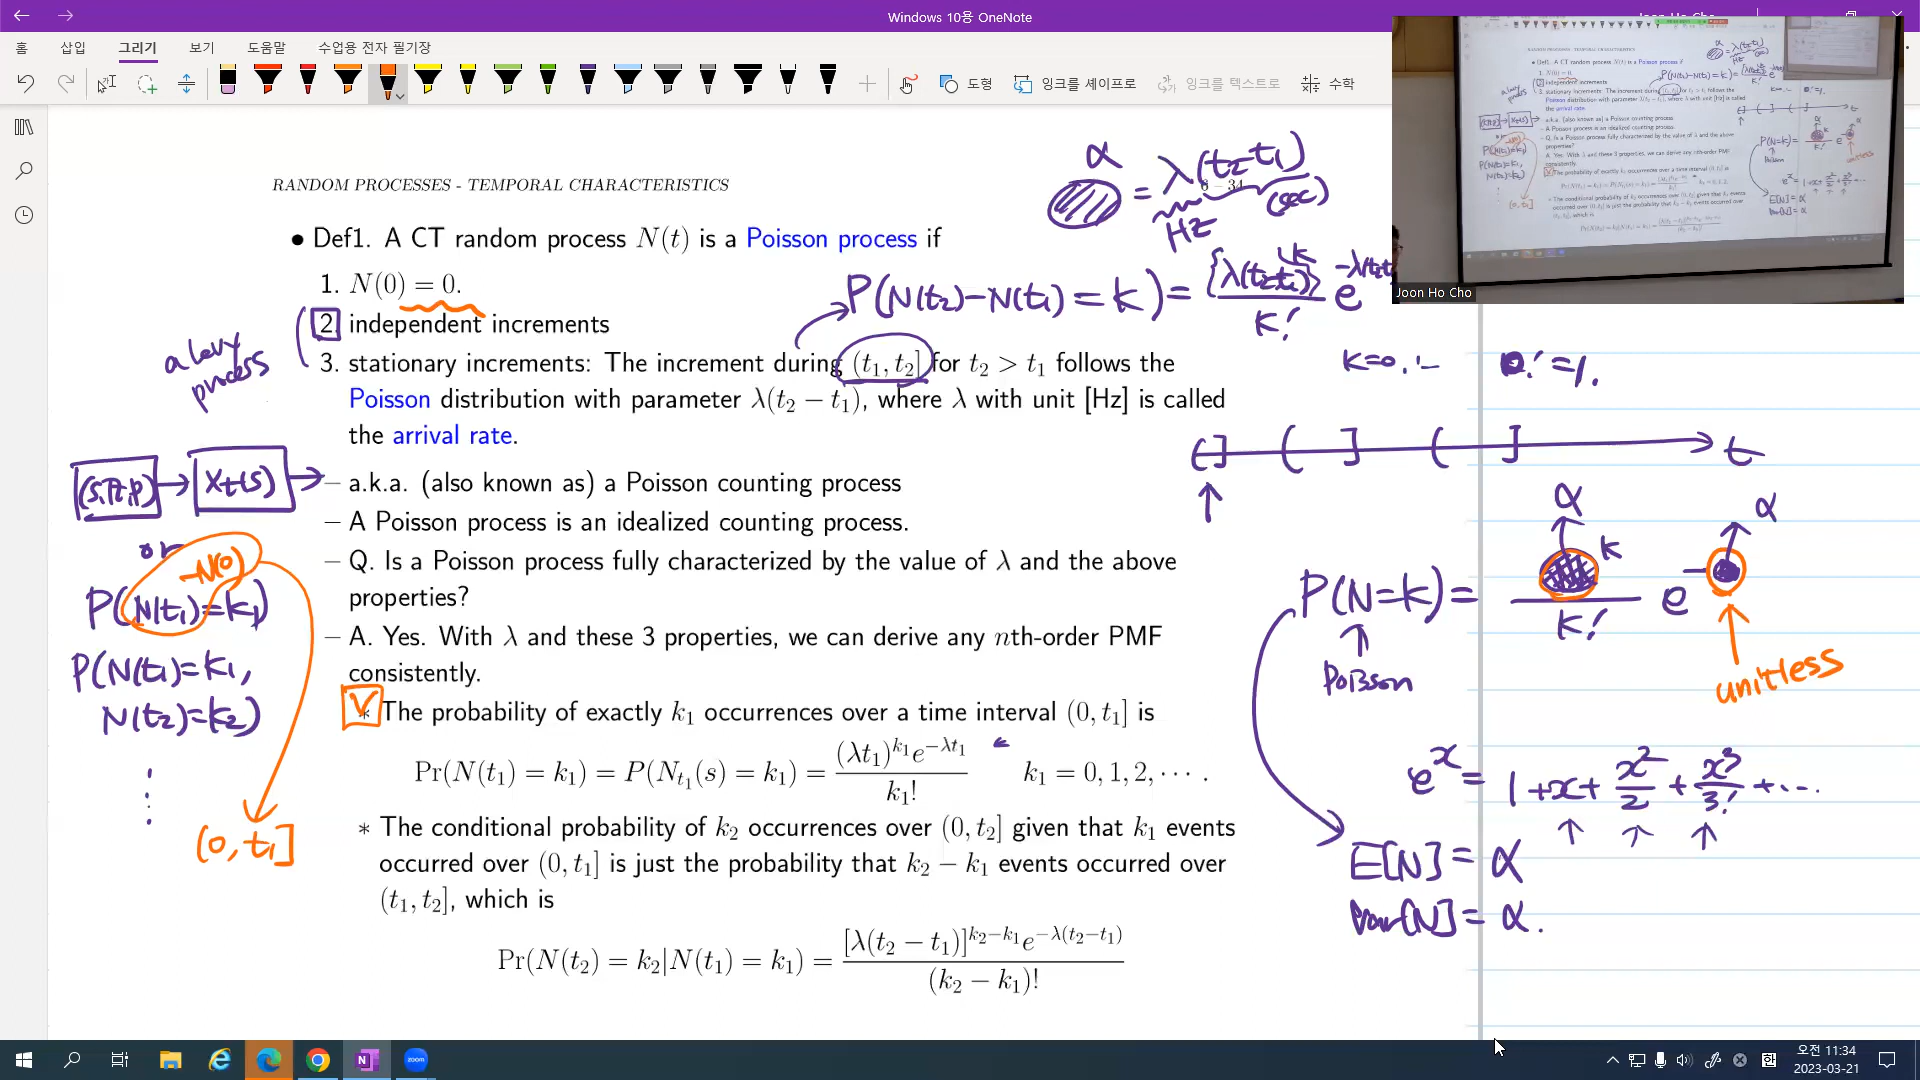 Windows 10용 OneNote
홈 삽입 그리기 보기 도움말 수업용 전자 필기장
도형 잉크를 셰이프로 잉크를 텍스트로 수학
Joon Ho Cho
RANDOM PROCESSES - TEMPORAL CHARACTERISTICS
6 – 34
α = λ(t₂-t₁)
Hz (sec)
• Def1. A CT random process N(t) is a Poisson process if
1. N(0) = 0.
P(N(t₂)-N(t₁) = k) = {λ(t₂-t₁)}^k / k! e^-λ(t₂-t₁
2. independent increments
a levy process
k=0,1,... 0! = 1.
3. stationary increments: The increment during (t₁, t₂] for t₂ > t₁ follows the
Poisson distribution with parameter λ(t₂ − t₁), where λ with unit [Hz] is called
the arrival rate.
( ] ( ] ( ] t
(S.F.P) → X_t(s) →
– a.k.a. (also known as) a Poisson counting process
– A Poisson process is an idealized counting process.
or
– Q. Is a Poisson process fully characterized by the value of λ and the above
properties?
P(N(t₁)-N(0)=k₁)
P(N=k) = α^k / k! e^-α
Poisson
unitless
– A. Yes. With λ and these 3 properties, we can derive any nth-order PMF
consistently.
P(N(t₁)=k₁,
N(t₂)=k₂)
⋮
(0, t₁]
V
∗ The probability of exactly k₁ occurrences over a time interval (0, t₁] is
Pr(N(t₁) = k₁) = P(N_t₁(s) = k₁) = (λt₁)^k₁ e^−λt₁ / k₁! k₁ = 0, 1, 2, ⋯ .
e^x = 1+x+ x²/2 + x³/3! +...
∗ The conditional probability of k₂ occurrences over (0, t₂] given that k₁ events
occurred over (0, t₁] is just the probability that k₂ − k₁ events occurred over
(t₁, t₂], which is
E[N] = α
Var[N] = α.
Pr(N(t₂) = k₂|N(t₁) = k₁) = [λ(t₂ − t₁)]^k₂−k₁ e^−λ(t₂−t₁) / (k₂ − k₁)!
zoom
한
오전 11:34
2023-03-21